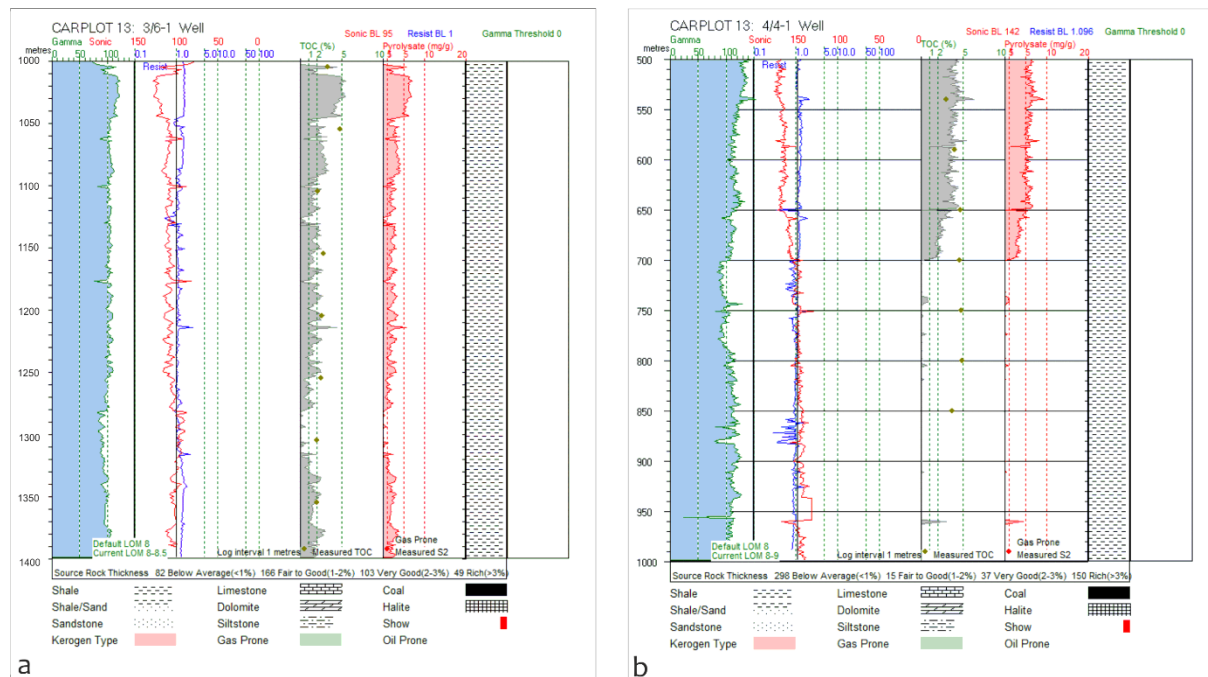 CARPLOT 13: 3/6-1 Well
Sonic BL 95 Resist BL 1 Gamma Threshold 0
Gamma Sonic 150 100 50 0
metres 50 100 0.1 1.0 5.0 10.0 50 100
Resist
TOC (%) Pyrolysate (mg/g)
1 2 5 10 1 5 10 20
1000
1050
1100
1150
1200
1250
1300
1350
1400
Default LOM 8
Current LOM 8-8.5
Log interval 1 metres
Measured TOC
Gas Prone
Measured S2
Source Rock Thickness 82 Below Average(<1%) 166 Fair to Good(1-2%) 103 Very Good(2-3%) 49 Rich(>3%)
Shale Limestone Coal
Shale/Sand Dolomite Halite
Sandstone Siltstone Show
Kerogen Type Gas Prone Oil Prone
a
CARPLOT 13: 4/4-1 Well
Sonic BL 142 Resist BL 1.096 Gamma Threshold 0
Gamma Sonic 150 100 50 0
metres 50 100 0.1 1.0 5.0 10.0 50 100
Resist
TOC (%) Pyrolysate (mg/g)
1 2 5 10 1 5 10 20
500
550
600
650
700
750
800
850
900
950
1000
Default LOM 8
Current LOM 8-9
Log interval 1 metres
Measured TOC
Gas Prone
Measured S2
Source Rock Thickness 298 Below Average(<1%) 15 Fair to Good(1-2%) 37 Very Good(2-3%) 150 Rich(>3%)
Shale Limestone Coal
Shale/Sand Dolomite Halite
Sandstone Siltstone Show
Kerogen Type Gas Prone Oil Prone
b